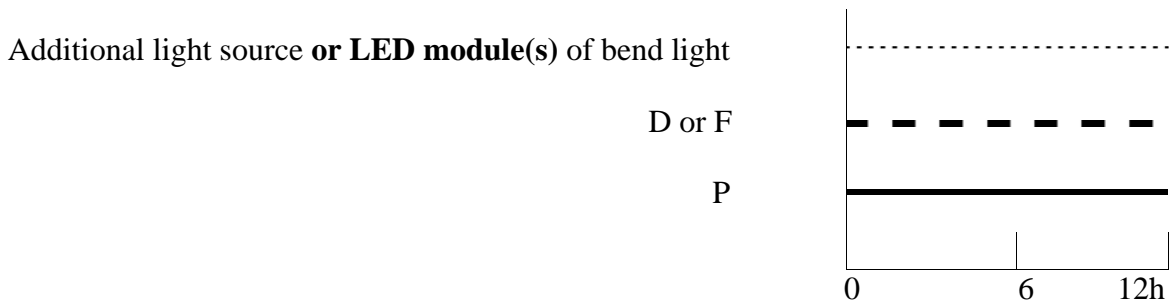 Additional light source or LED module(s) of bend light
D or F
P
0 6 12h